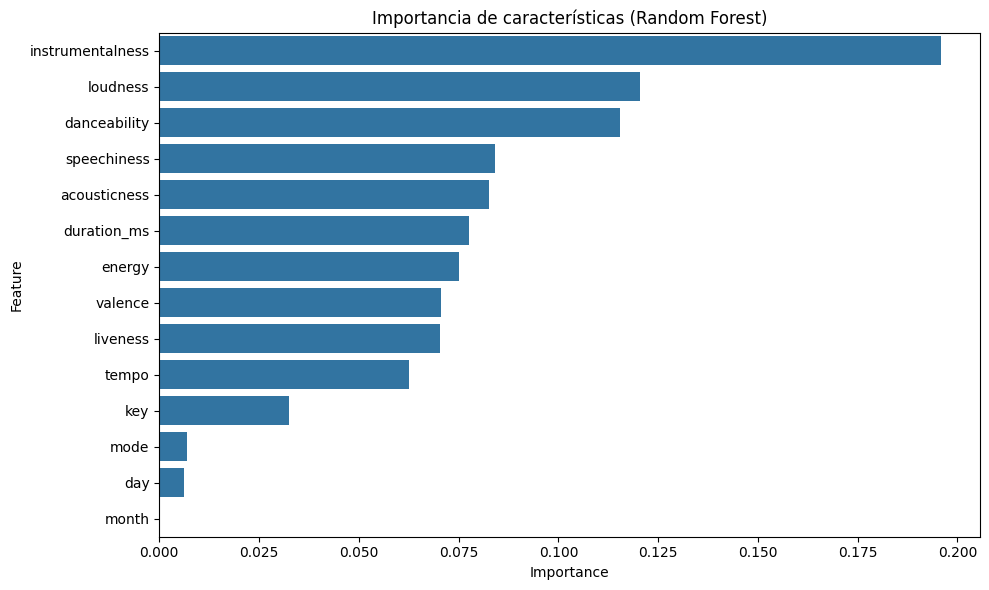 Importancia de características (Random Forest)
Feature
instrumentalness
loudness
danceability
speechiness
acousticness
duration_ms
energy
valence
liveness
tempo
key
mode
day
month
0.000 0.025 0.050 0.075 0.100 0.125 0.150 0.175 0.200
Importance